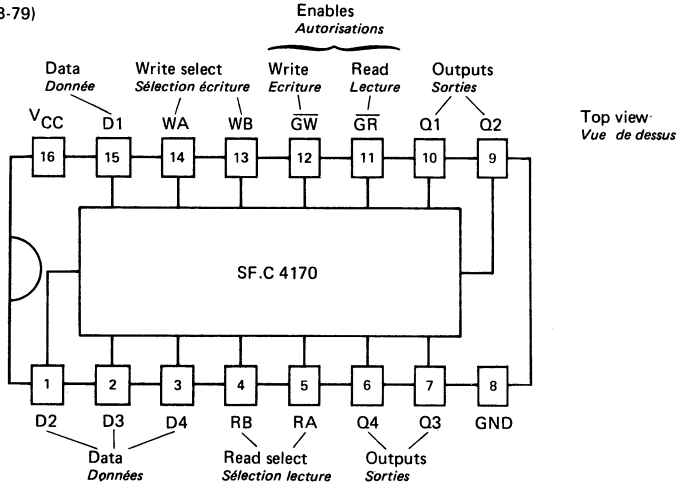 3-79)
Enables
Autorisations
Data
Donnée
Write select
Sélection écriture
Write
Ecriture
Read
Lecture
Outputs
Sorties
VCC D1 WA WB GW GR Q1 Q2
Top view
Vue de dessus
16 15 14 13 12 11 10 9
SF.C 4170
1 2 3 4 5 6 7 8
D2 D3 D4 RB RA Q4 Q3 GND
Data
Données
Read select
Sélection lecture
Outputs
Sorties